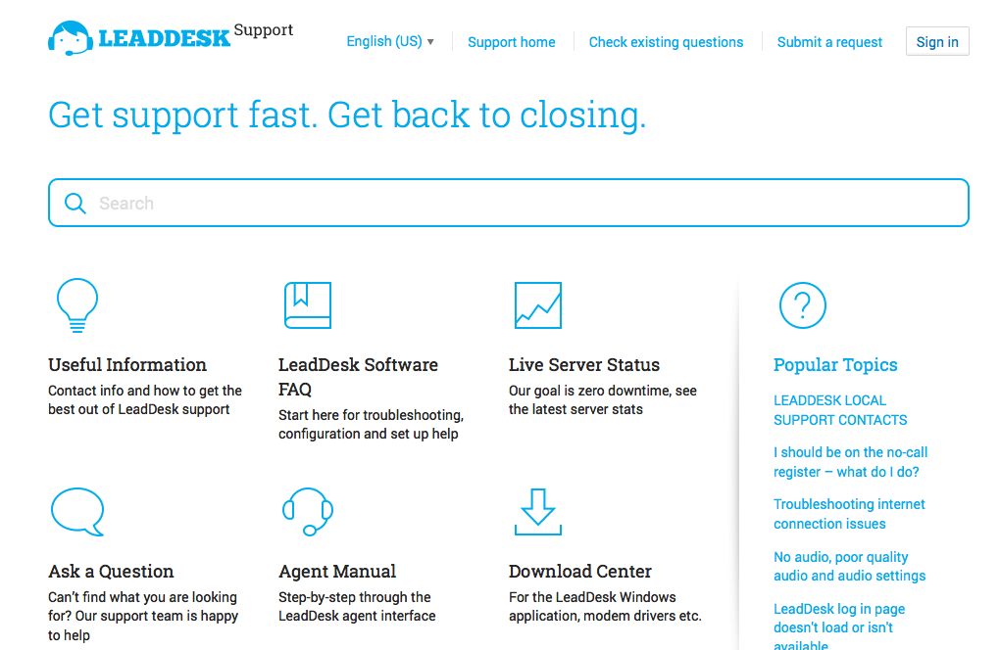 LEADDESK Support
English (US) ▼
Support home
Check existing questions
Submit a request
Sign in
Get support fast. Get back to closing.
Search
Useful Information
Contact info and how to get the
best out of LeadDesk support
LeadDesk Software
FAQ
Start here for troubleshooting,
configuration and set up help
Live Server Status
Our goal is zero downtime, see
the latest server stats
Ask a Question
Can’t find what you are looking
for? Our support team is happy
to help
Agent Manual
Step-by-step through the
LeadDesk agent interface
Download Center
For the LeadDesk Windows
application, modem drivers etc.
Popular Topics
LEADDESK LOCAL
SUPPORT CONTACTS
I should be on the no-call
register – what do I do?
Troubleshooting internet
connection issues
No audio, poor quality
audio and audio settings
LeadDesk log in page
doesn't load or isn't
available